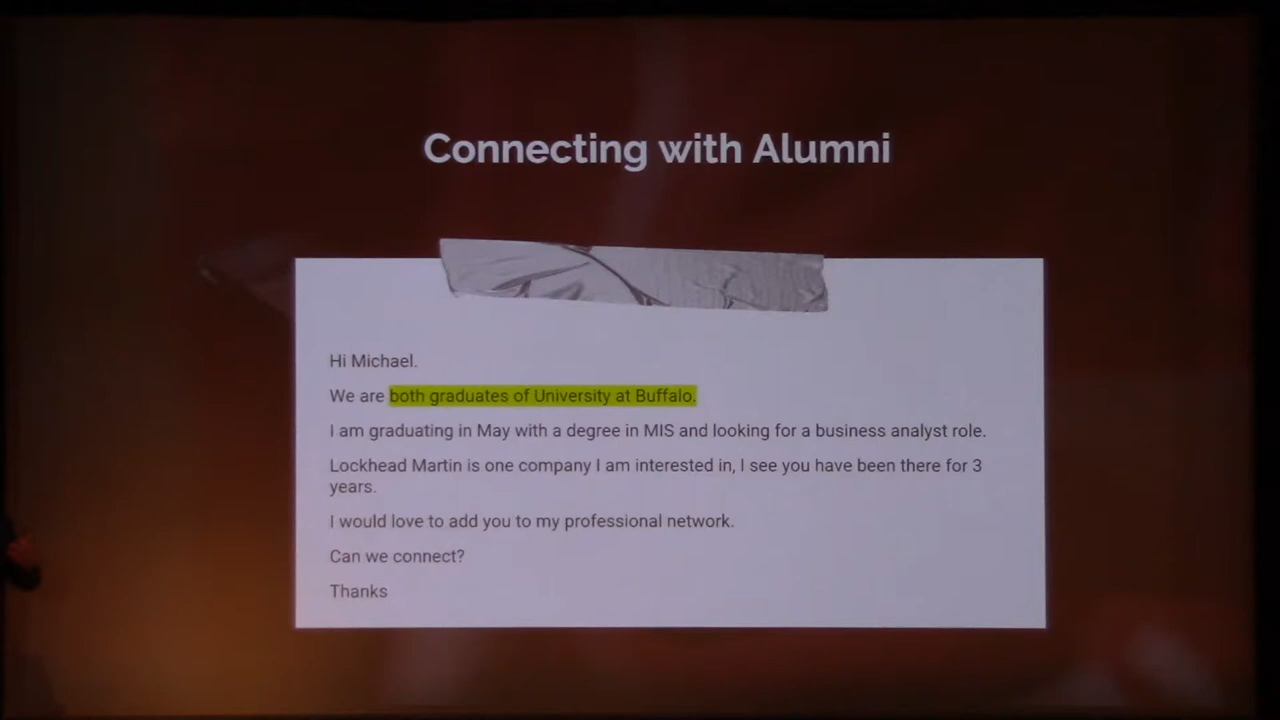 Connecting with Alumni
Hi Michael.
We are both graduates of University at Buffalo.
I am graduating in May with a degree in MIS and looking for a business analyst role.
Lockhead Martin is one company I am interested in, I see you have been there for 3
years.
I would love to add you to my professional network.
Can we connect?
Thanks